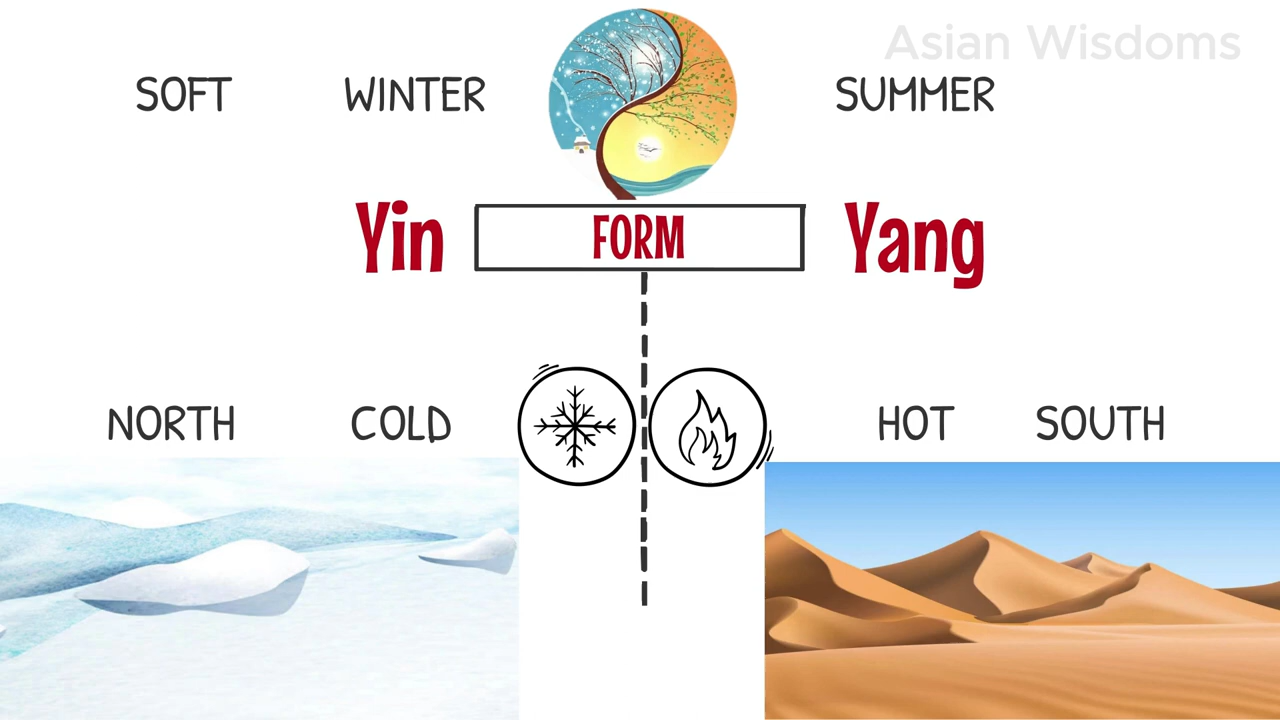 Asian Wisdoms
SOFT WINTER SUMMER
Yin FORM Yang
NORTH COLD HOT SOUTH